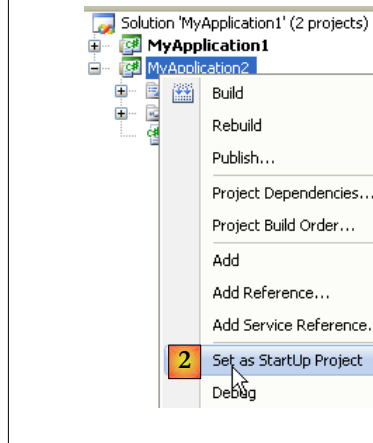 Solution 'MyApplication1' (2 projects)
MyApplication1
MyApplication2
Build
Rebuild
Publish...
Project Dependencies...
Project Build Order...
Add
Add Reference...
Add Service Reference.
2 Set as StartUp Project
Debug